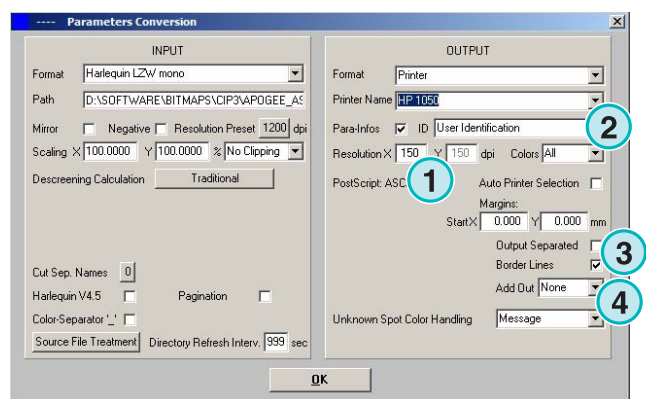 ---- Parameters Conversion
INPUT
Format Harlequin LZW mono
Path D:\SOFTWARE\BITMAPS\CIP3\APOGEE_AS
Mirror Negative Resolution Preset 1200 dpi
Scaling X 100.0000 Y 100.0000 % No Clipping
Descreening Calculation Traditional
Cut Sep. Names 0
Harlequin V4.5 Pagination
Color-Separator '_'
Source File Treatment Directory Refresh Interv. 999 sec
OUTPUT
Format Printer
Printer Name HP 1050
Para-Infos ID User Identification 2
Resolution X 150 Y 150 dpi Colors All
PostScript: ASC 1 Auto Printer Selection
Margins:
Start X 0.000 Y 0.000 mm
Output Separated 3
Border Lines
Add Out None 4
Unknown Spot Color Handling Message
OK